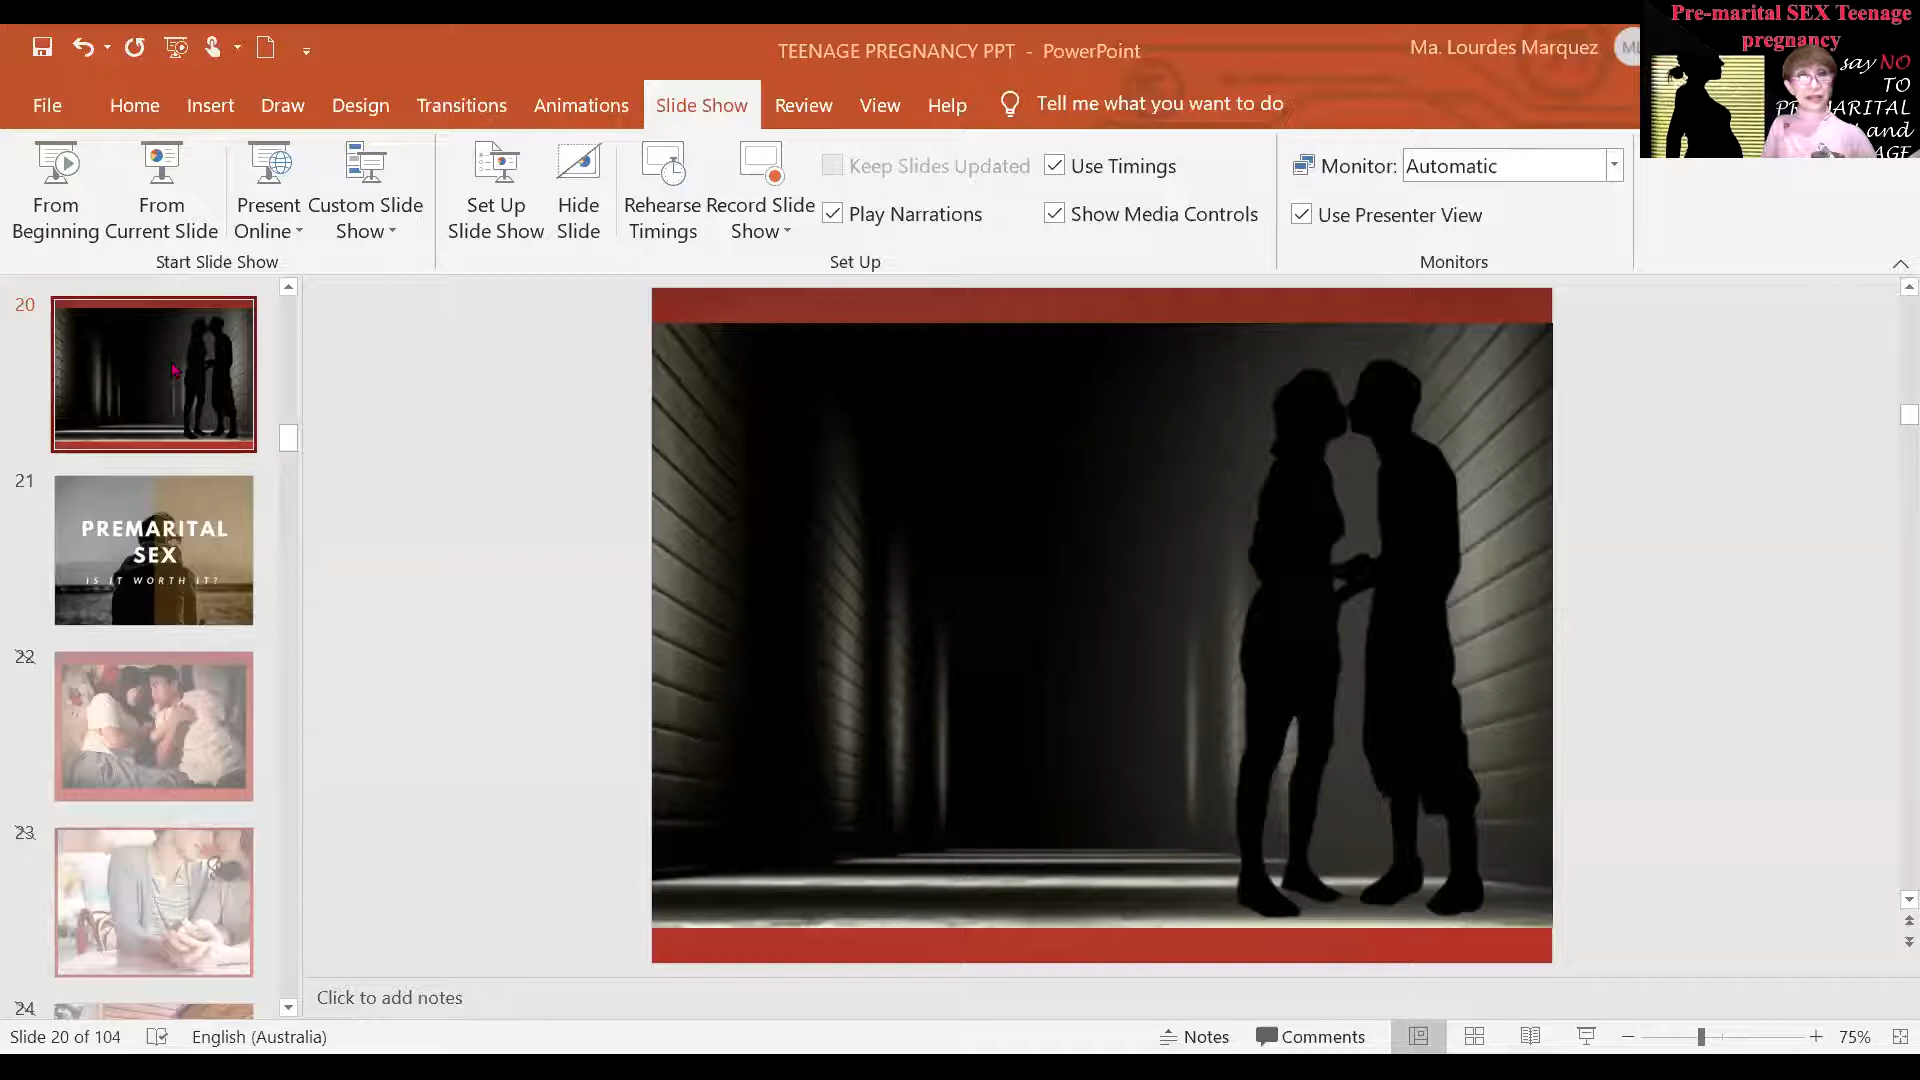 Pre-marital SEX Teenage
pregnancy
say NO
TO
AND
TEENAGE PREGNANCY PPT - PowerPoint
Ma. Lourdes Marquez
File Home Insert Draw Design Transitions Animations Slide Show Review View Help Tell me what you want to do
From Beginning
From Current Slide
Present Online
Custom Slide Show
Start Slide Show
Set Up Slide Show
Hide Slide
Rehearse Timings
Record Slide Show
Keep Slides Updated
Use Timings
Play Narrations
Show Media Controls
Set Up
Monitor: Automatic
Use Presenter View
Monitors
20
21
PREMARITAL
SEX
IS IT WORTH IT?
22
23
24
Click to add notes
Slide 20 of 104 English (Australia) Notes Comments 75%